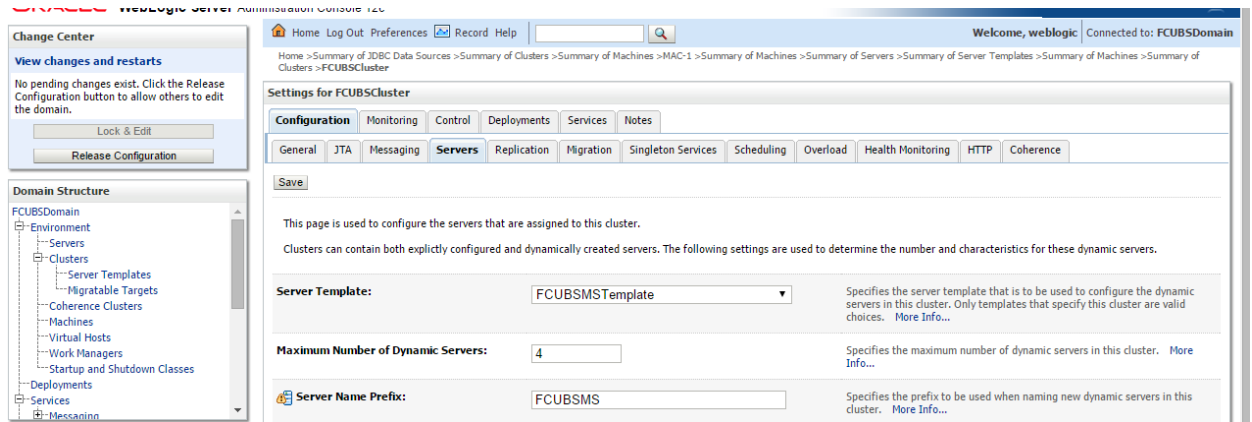 ORACLE WebLogic Server Administration Console 12c
Change Center
View changes and restarts
No pending changes exist. Click the Release
Configuration button to allow others to edit
the domain.
Lock & Edit
Release Configuration
Domain Structure
FCUBSDomain
Environment
Servers
Clusters
Server Templates
Migratable Targets
Coherence Clusters
Machines
Virtual Hosts
Work Managers
Startup and Shutdown Classes
Deployments
Services
Messaging
Home Log Out Preferences Record Help
Welcome, weblogic Connected to: FCUBSDomain
Home >Summary of JDBC Data Sources >Summary of Clusters >Summary of Machines >MAC-1 >Summary of Machines >Summary of Servers >Summary of Server Templates >Summary of Machines >Summary of
Clusters >FCUBSCluster
Settings for FCUBSCluster
Configuration Monitoring Control Deployments Services Notes
General JTA Messaging Servers Replication Migration Singleton Services Scheduling Overload Health Monitoring HTTP Coherence
Save
This page is used to configure the servers that are assigned to this cluster.
Clusters can contain both explictly configured and dynamically created servers. The following settings are used to determine the number and characteristics for these dynamic servers.
Server Template:
FCUBSMSTemplate
Specifies the server template that is to be used to configure the dynamic
servers in this cluster. Only templates that specify this cluster are valid
choices. More Info...
Maximum Number of Dynamic Servers:
4
Specifies the maximum number of dynamic servers in this cluster. More
Info...
Server Name Prefix:
FCUBSMS
Specifies the prefix to be used when naming new dynamic servers in this
cluster. More Info...